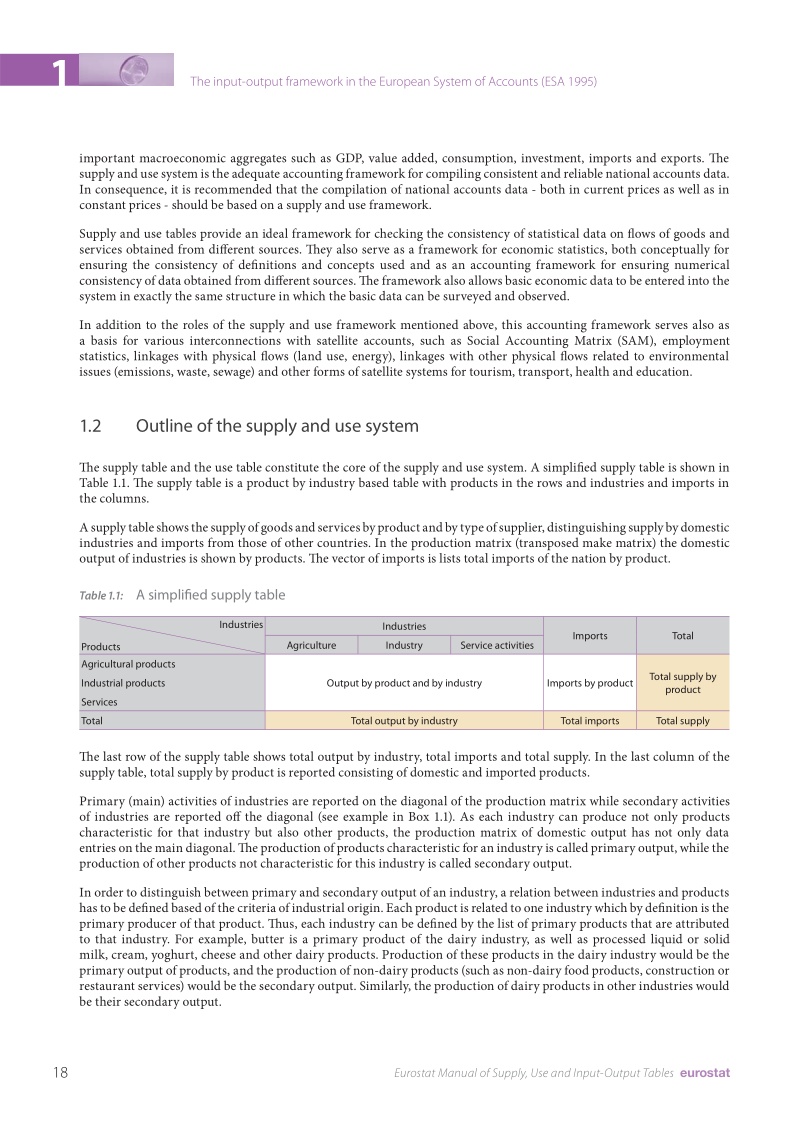 1
The input-output framework in the European System of Accounts (ESA 1995)
important macroeconomic aggregates such as GDP, value added, consumption, investment, imports and exports. The
supply and use system is the adequate accounting framework for compiling consistent and reliable national accounts data.
In consequence, it is recommended that the compilation of national accounts data - both in current prices as well as in
constant prices - should be based on a supply and use framework.
Supply and use tables provide an ideal framework for checking the consistency of statistical data on flows of goods and
services obtained from different sources. They also serve as a framework for economic statistics, both conceptually for
ensuring the consistency of definitions and concepts used and as an accounting framework for ensuring numerical
consistency of data obtained from different sources. The framework also allows basic economic data to be entered into the
system in exactly the same structure in which the basic data can be surveyed and observed.
In addition to the roles of the supply and use framework mentioned above, this accounting framework serves also as
a basis for various interconnections with satellite accounts, such as Social Accounting Matrix (SAM), employment
statistics, linkages with physical flows (land use, energy), linkages with other physical flows related to environmental
issues (emissions, waste, sewage) and other forms of satellite systems for tourism, transport, health and education.
1.2 Outline of the supply and use system
The supply table and the use table constitute the core of the supply and use system. A simplified supply table is shown in
Table 1.1. The supply table is a product by industry based table with products in the rows and industries and imports in
the columns.
A supply table shows the supply of goods and services by product and by type of supplier, distinguishing supply by domestic
industries and imports from those of other countries. In the production matrix (transposed make matrix) the domestic
output of industries is shown by products. The vector of imports is lists total imports of the nation by product.
Table 1.1: A simplified supply table
Industries Industries Imports Total
Products Agriculture Industry Service activities
Agricultural products
Industrial products Output by product and by industry Imports by product Total supply by
product
Services
Total Total output by industry Total imports Total supply
The last row of the supply table shows total output by industry, total imports and total supply. In the last column of the
supply table, total supply by product is reported consisting of domestic and imported products.
Primary (main) activities of industries are reported on the diagonal of the production matrix while secondary activities
of industries are reported off the diagonal (see example in Box 1.1). As each industry can produce not only products
characteristic for that industry but also other products, the production matrix of domestic output has not only data
entries on the main diagonal. The production of products characteristic for an industry is called primary output, while the
production of other products not characteristic for this industry is called secondary output.
In order to distinguish between primary and secondary output of an industry, a relation between industries and products
has to be defined based of the criteria of industrial origin. Each product is related to one industry which by definition is the
primary producer of that product. Thus, each industry can be defined by the list of primary products that are attributed
to that industry. For example, butter is a primary product of the dairy industry, as well as processed liquid or solid
milk, cream, yoghurt, cheese and other dairy products. Production of these products in the dairy industry would be the
primary output of products, and the production of non-dairy products (such as non-dairy food products, construction or
restaurant services) would be the secondary output. Similarly, the production of dairy products in other industries would
be their secondary output.
18
Eurostat Manual of Supply, Use and Input-Output Tables eurostat